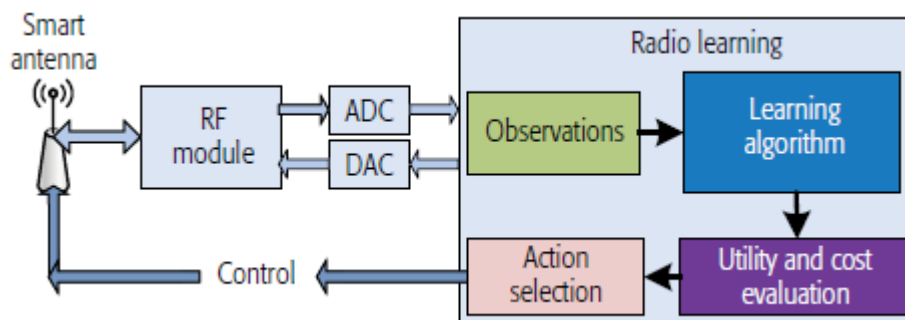 Smart
antenna
RF
module
ADC
DAC
Radio learning
Observations
Learning
algorithm
Control
Action
selection
Utility and cost
evaluation